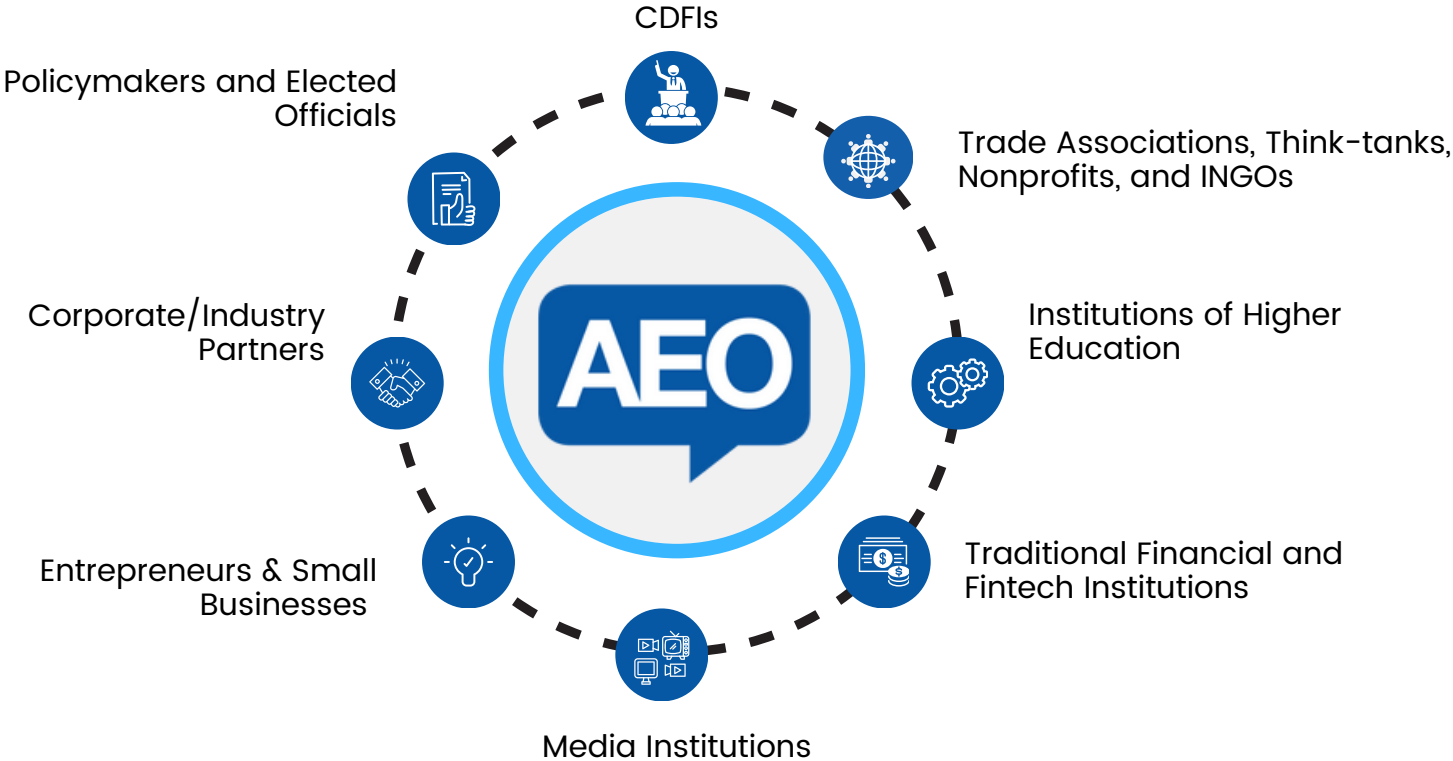 CDFIs
Policymakers and Elected
Officials
Trade Associations, Think-tanks,
Nonprofits, and INGOs
Corporate/Industry
Partners
AEO
Institutions of Higher
Education
Entrepreneurs & Small
Businesses
Traditional Financial and
Fintech Institutions
Media Institutions